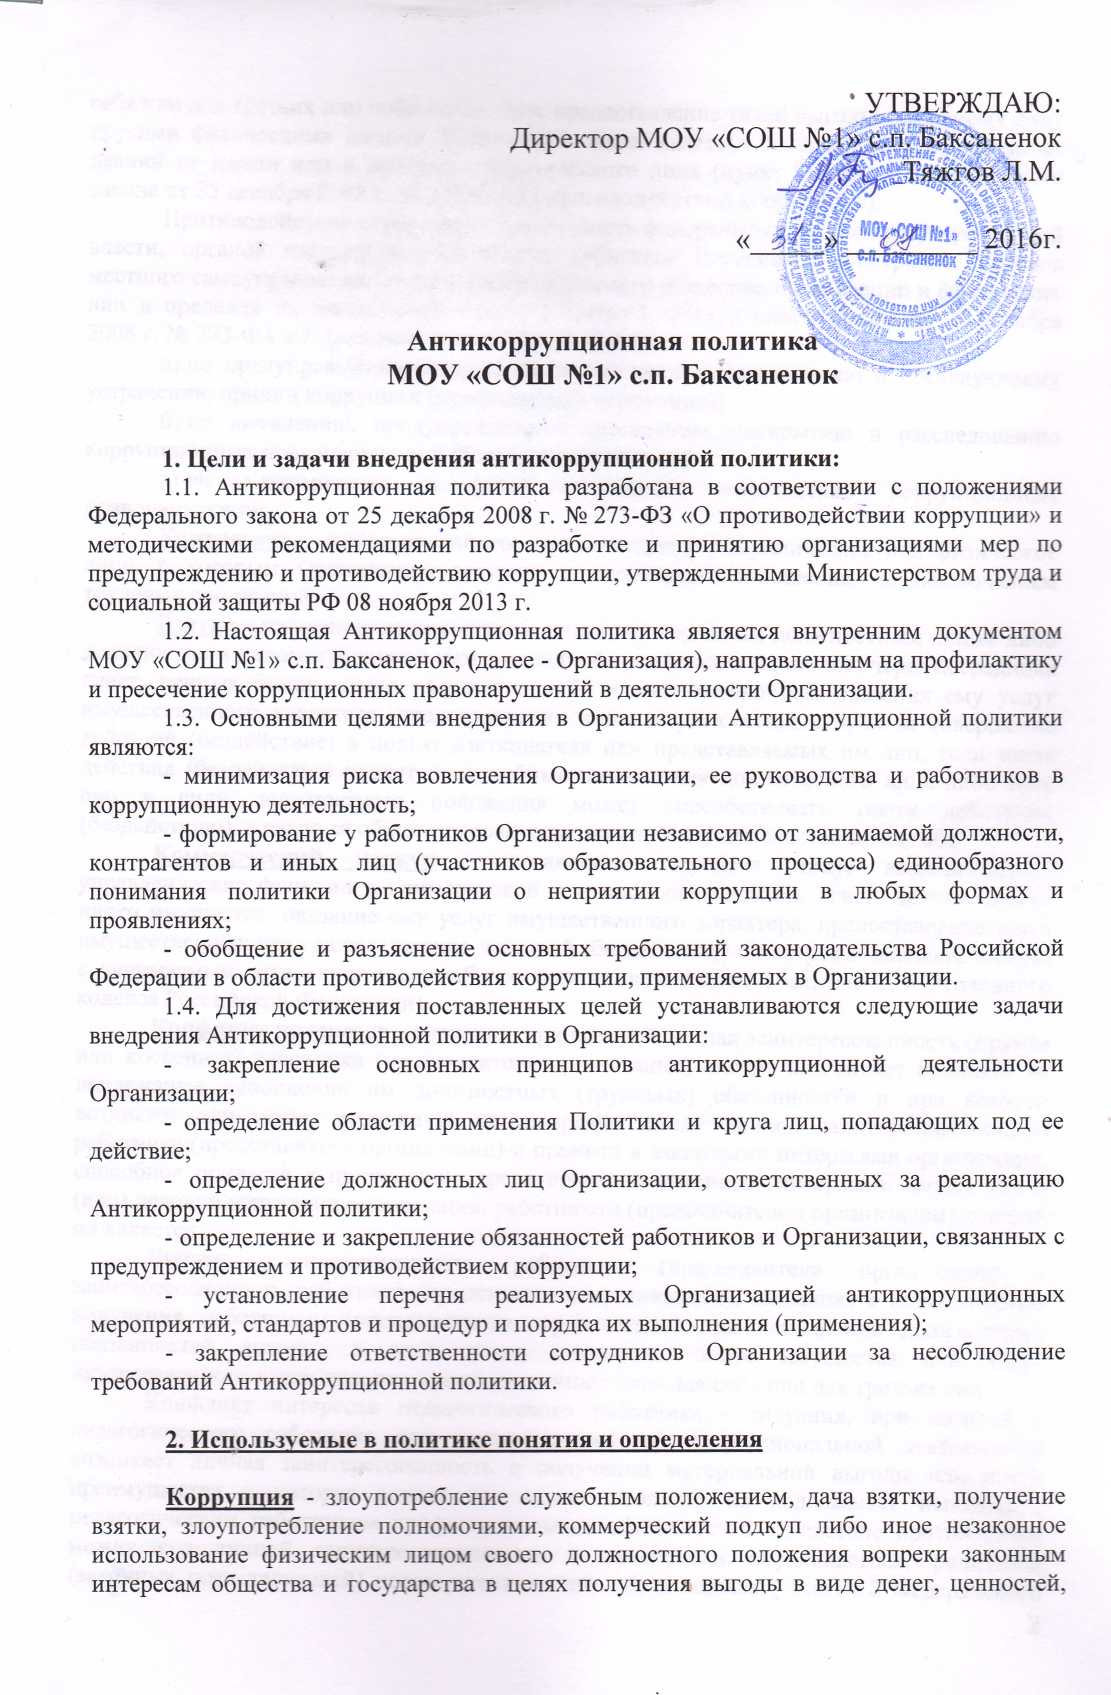 УТВЕРЖДАЮ:
Директор МОУ «СОШ №1» с.п. Баксаненок
Тяжгов Л.М.
« 31 » 08 2016г.
МОУ «СОШ №1»
с.п. Баксаненок
Антикоррупционная политика
МОУ «СОШ №1» с.п. Баксаненок
1. Цели и задачи внедрения антикоррупционной политики:
1.1. Антикоррупционная политика разработана в соответствии с положениями
Федерального закона от 25 декабря 2008 г. № 273-ФЗ «О противодействии коррупции» и
методическими рекомендациями по разработке и принятию организациями мер по
предупреждению и противодействию коррупции, утвержденными Министерством труда и
социальной защиты РФ 08 ноября 2013 г.
1.2. Настоящая Антикоррупционная политика является внутренним документом
МОУ «СОШ №1» с.п. Баксаненок, (далее - Организация), направленным на профилактику
и пресечение коррупционных правонарушений в деятельности Организации.
1.3. Основными целями внедрения в Организации Антикоррупционной политики
являются:
- минимизация риска вовлечения Организации, ее руководства и работников в
коррупционную деятельность;
- формирование у работников Организации независимо от занимаемой должности,
контрагентов и иных лиц (участников образовательного процесса) единообразного
понимания политики Организации о неприятии коррупции в любых формах и
проявлениях;
- обобщение и разъяснение основных требований законодательства Российской
Федерации в области противодействия коррупции, применяемых в Организации.
1.4. Для достижения поставленных целей устанавливаются следующие задачи
внедрения Антикоррупционной политики в Организации:
- закрепление основных принципов антикоррупционной деятельности
Организации;
- определение области применения Политики и круга лиц, попадающих под ее
действие;
- определение должностных лиц Организации, ответственных за реализацию
Антикоррупционной политики;
- определение и закрепление обязанностей работников и Организации, связанных с
предупреждением и противодействием коррупции;
- установление перечня реализуемых Организацией антикоррупционных
мероприятий, стандартов и процедур и порядка их выполнения (применения);
- закрепление ответственности сотрудников Организации за несоблюдение
требований Антикоррупционной политики.
2. Используемые в политике понятия и определения
Коррупция - злоупотребление служебным положением, дача взятки, получение
взятки, злоупотребление полномочиями, коммерческий подкуп либо иное незаконное
использование физическим лицом своего должностного положения вопреки законным
интересам общества и государства в целях получения выгоды в виде денег, ценностей,